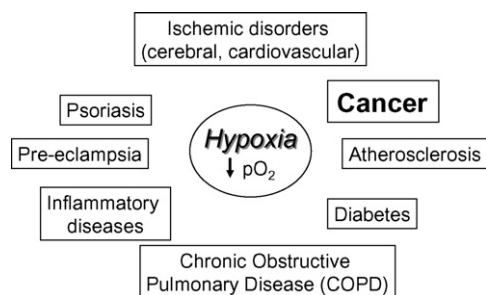 Ischemic disorders
(cerebral, cardiovascular)
Cancer
Psoriasis
Hypoxia
↓ pO₂
Pre-eclampsia
Atherosclerosis
Inflammatory
diseases
Diabetes
Chronic Obstructive
Pulmonary Disease (COPD)